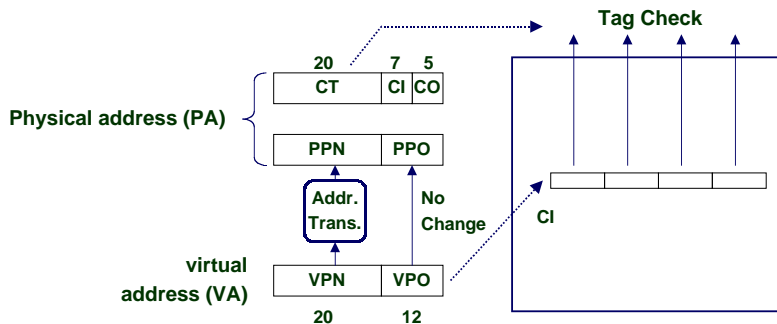 Tag Check
20 7 5
CT CI CO
Physical address (PA)
PPN PPO
Addr.
Trans.
No
Change
CI
virtual
address (VA)
VPN VPO
20 12